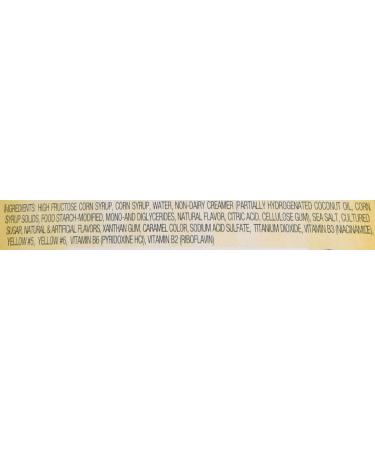 INGREDIENTS: HIGH FRUCTOSE CORN SYRUP, CORN SYRUP, WATER, NON-DAIRY CREAMER (PARTIALLY HYDROGENATED COCONUT OIL, CORN
SYRUP SOLIDS, FOOD STARCH-MODIFIED, MONO-AND DIGLYCERIDES, NATURAL FLAVOR, CITRIC ACID, CELLULOSE GUM), SEA SALT, CULTURED
SUGAR, NATURAL & ARTIFICIAL FLAVORS, XANTHAN GUM, CARAMEL COLOR, SODIUM ACID SULFATE, TITANIUM DIOXIDE, VITAMIN B3 (NIACINAMIDE),
YELLOW #5, YELLOW #6, VITAMIN B6 (PYRIDOXINE HCl), VITAMIN B2 (RIBOFLAVIN)